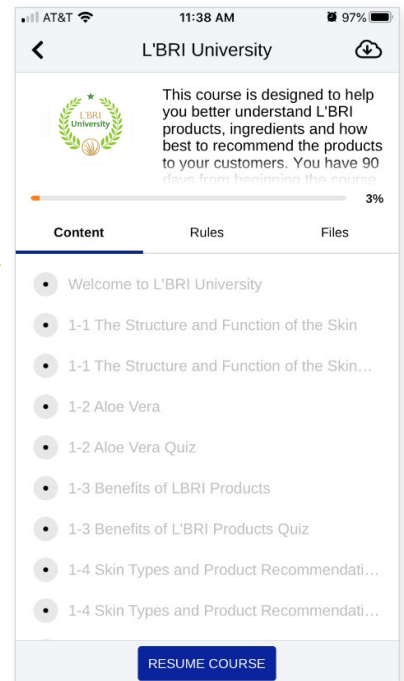 AT&T 11:38 AM 97%
L'BRI University
L'BRI
University
This course is designed to help
you better understand L'BRI
products, ingredients and how
best to recommend the products
to your customers. You have 90
days from beginning the course
3%
Content Rules Files
Welcome to L'BRI University
1-1 The Structure and Function of the Skin
1-1 The Structure and Function of the Skin...
1-2 Aloe Vera
1-2 Aloe Vera Quiz
1-3 Benefits of LBRI Products
1-3 Benefits of L'BRI Products Quiz
1-4 Skin Types and Product Recommendati...
1-4 Skin Types and Product Recommendati...
RESUME COURSE